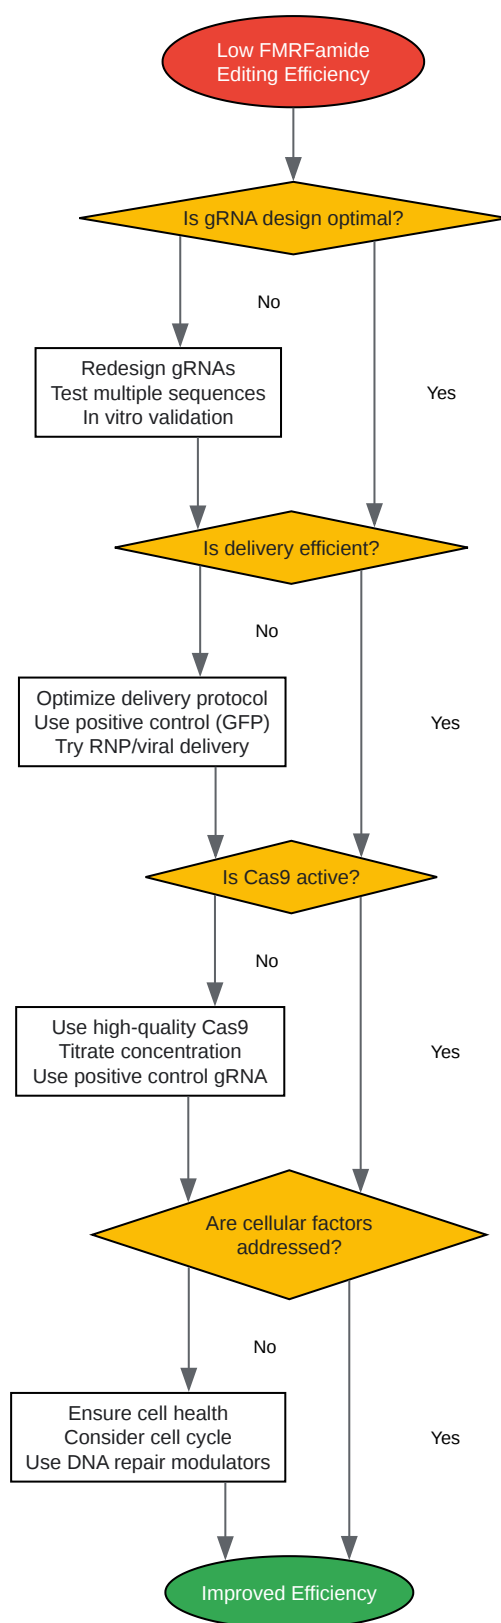 Low FMRFamide
Editing Efficiency
Is gRNA design optimal?
No
Redesign gRNAs
Test multiple sequences
In vitro validation
Yes
Is delivery efficient?
No
Optimize delivery protocol
Use positive control (GFP)
Try RNP/viral delivery
Yes
Is Cas9 active?
No
Use high-quality Cas9
Titrate concentration
Use positive control gRNA
Yes
Are cellular factors
addressed?
No
Ensure cell health
Consider cell cycle
Use DNA repair modulators
Yes
Improved Efficiency